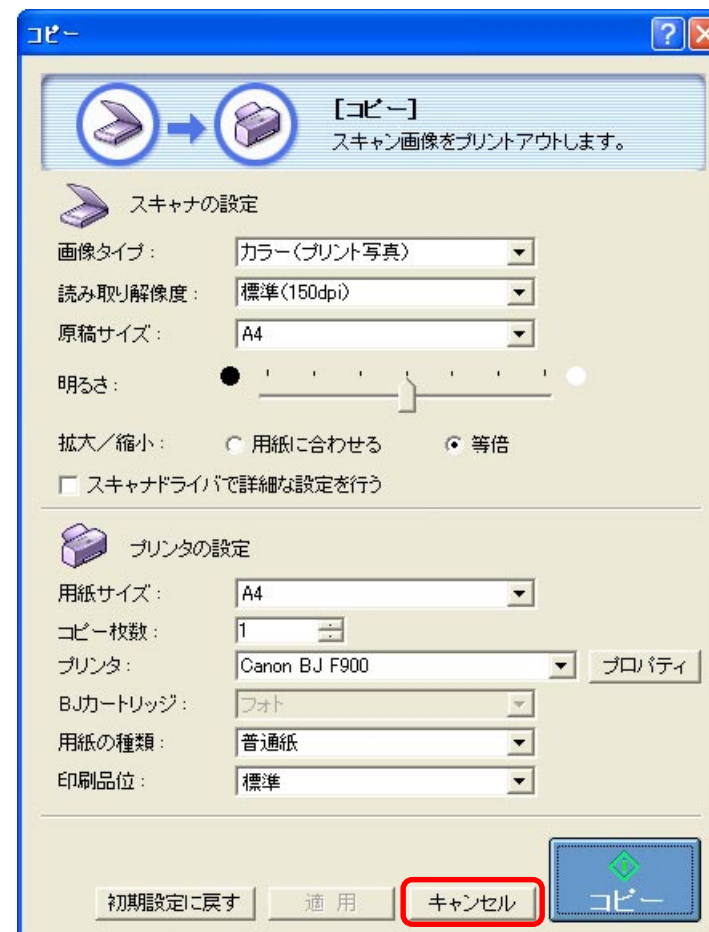 コピー
[コピー]
スキャン画像をプリントアウトします。
スキャナの設定
画像タイプ： カラー（プリント写真）
読み取り解像度： 標準(150dpi)
原稿サイズ： A4
明るさ：
拡大／縮小： 用紙に合わせる 等倍
スキャナドライバで詳細な設定を行う
プリンタの設定
用紙サイズ： A4
コピー枚数： 1
プリンタ： Canon BJ F900 プロパティ
BJカートリッジ： フォト
用紙の種類： 普通紙
印刷品位： 標準
初期設定に戻す 適 用 キャンセル コピー